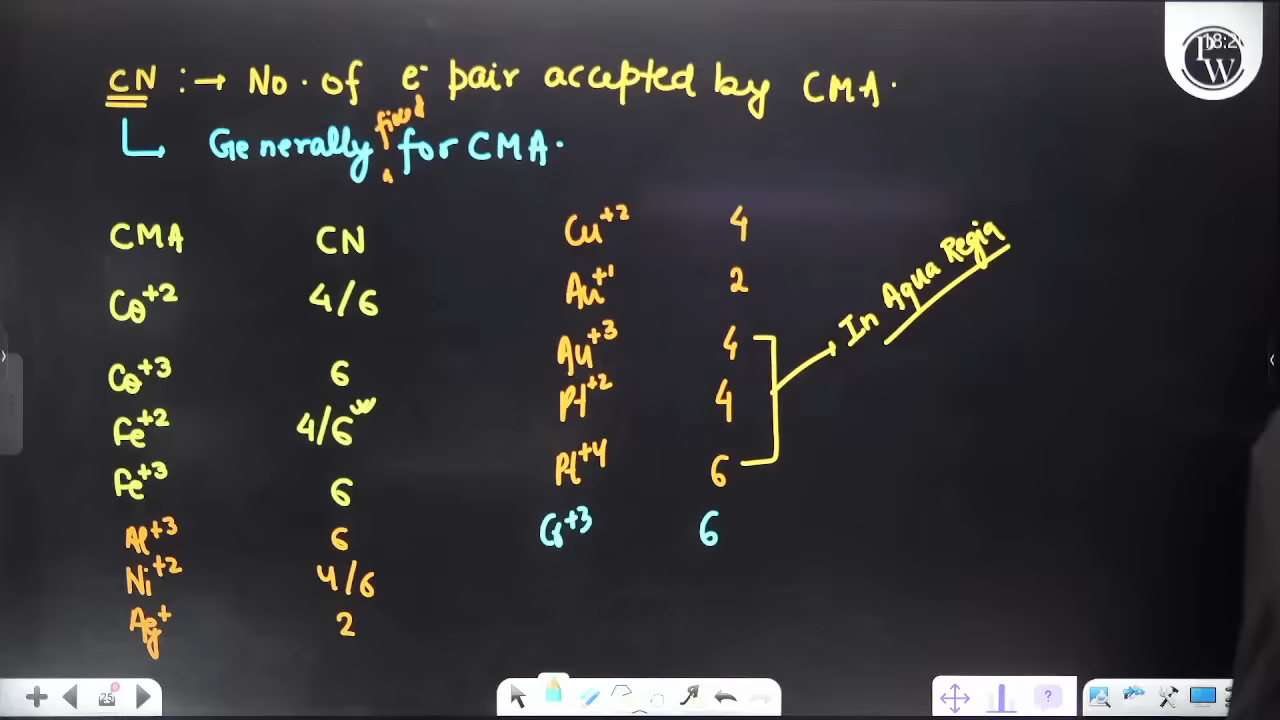 CN :→ No. of e⁻ pair accepted by CMA.
↳ Generally fixed for CMA.
CMA CN
Co+2 4/6
Co+3 6
Fe+2 4/6
Fe+3 6
Al+3 6
Ni+2 4/6
Ag+ 2
Cu+2 4
Au+1 2
Au+3 4
Pt+2 4
Pt+4 6
Cr+3 6
In Aqua Regia
PW
25